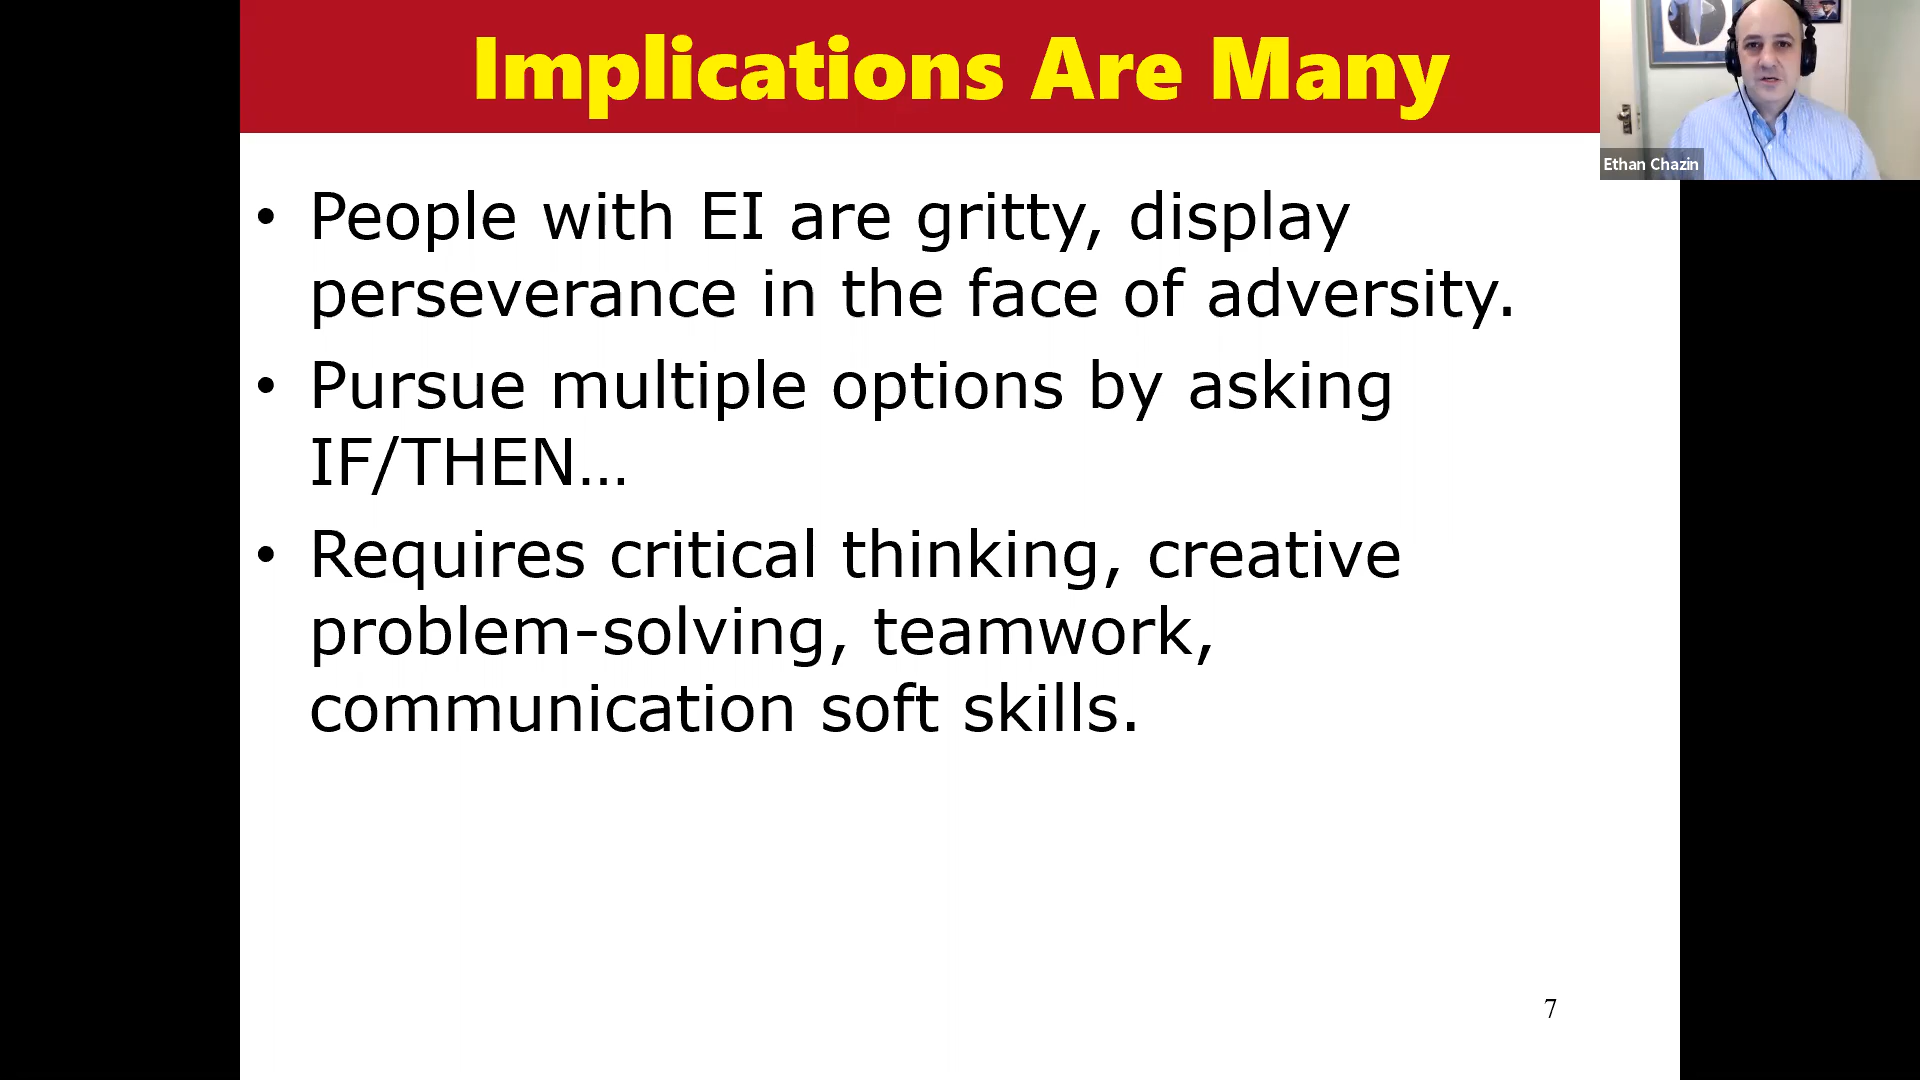 Implications Are Many
Ethan Chazin
• People with EI are gritty, display
perseverance in the face of adversity.
• Pursue multiple options by asking
IF/THEN…
• Requires critical thinking, creative
problem-solving, teamwork,
communication soft skills.
7